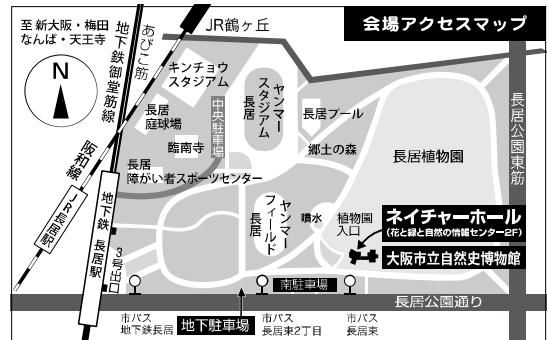 会場アクセスマップ
至 新大阪・梅田
なんば・天王寺
N
地下鉄御堂筋線
あびこ筋
JR鶴ヶ丘
阪和線
JR長居駅
地下鉄 長居駅
3号出口
キンチョウ
スタジアム
長居
庭球場
臨南寺
中央駐車場
長居
障がい者スポーツセンター
ヤンマー
スタジアム
長居
長居プール
郷土の森
長居植物園
長居公園東筋
ヤンマー
フィールド
長居
噴水
植物園
入口
ネイチャーホール
(花と緑と自然の情報センター2F)
大阪市立自然史博物館
南駐車場
長居公園通り
市バス
地下鉄長居
地下駐車場
市バス
長居東2丁目
市バス
長居東